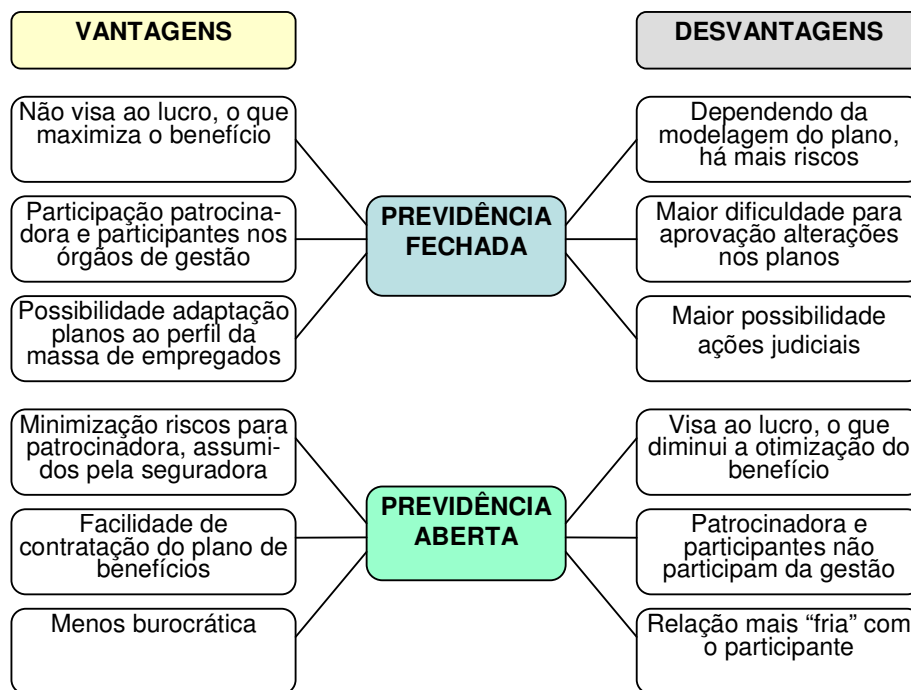 VANTAGENS
DESVANTAGENS
Não visa ao lucro, o que
maximiza o benefício
Participação patrocina-
dora e participantes nos
órgãos de gestão
Possibilidade adaptação
planos ao perfil da
massa de empregados
PREVIDÊNCIA
FECHADA
Dependendo da
modelagem do plano,
há mais riscos
Maior dificuldade para
aprovação alterações
nos planos
Maior possibilidade
ações judiciais
Minimização riscos para
patrocinadora, assumi-
dos pela seguradora
Facilidade de
contratação do plano de
benefícios
Menos burocrática
PREVIDÊNCIA
ABERTA
Visa ao lucro, o que
diminui a otimização do
benefício
Patrocinadora e
participantes não
participam da gestão
Relação mais “fria” com
o participante